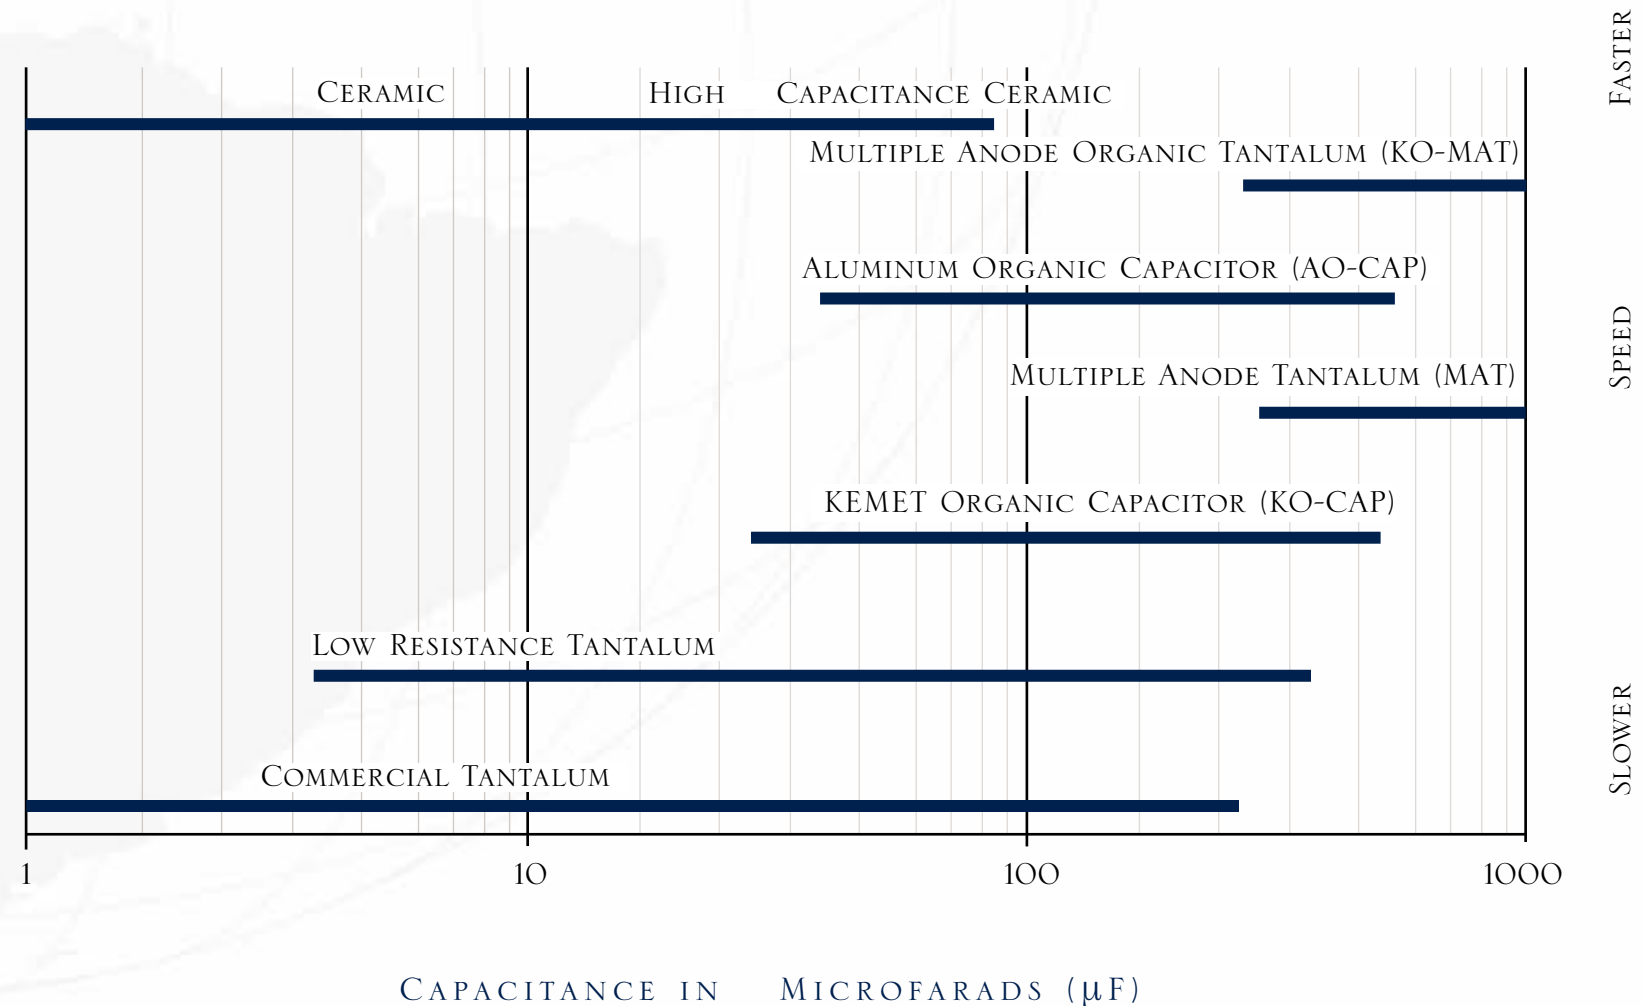 Faster
Ceramic High Capacitance Ceramic
Multiple Anode Organic Tantalum (KO-MAT)
Aluminum Organic Capacitor (AO-CAP)
Speed
Multiple Anode Tantalum (MAT)
KEMET Organic Capacitor (KO-CAP)
Low Resistance Tantalum
Slower
Commercial Tantalum
1 10 100 1000
Capacitance in Microfarads (µF)